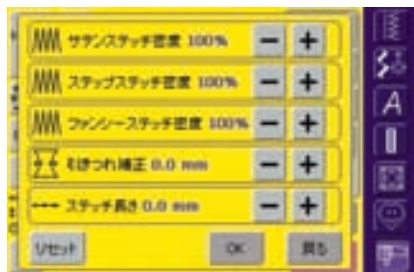 サテンステッチ密度 100%
ステップステッチ密度 100%
ファンシーステッチ密度 100%
引きつれ補正 0.0 mm
ステッチ長さ 0.0 mm
リセット OK 戻る
A